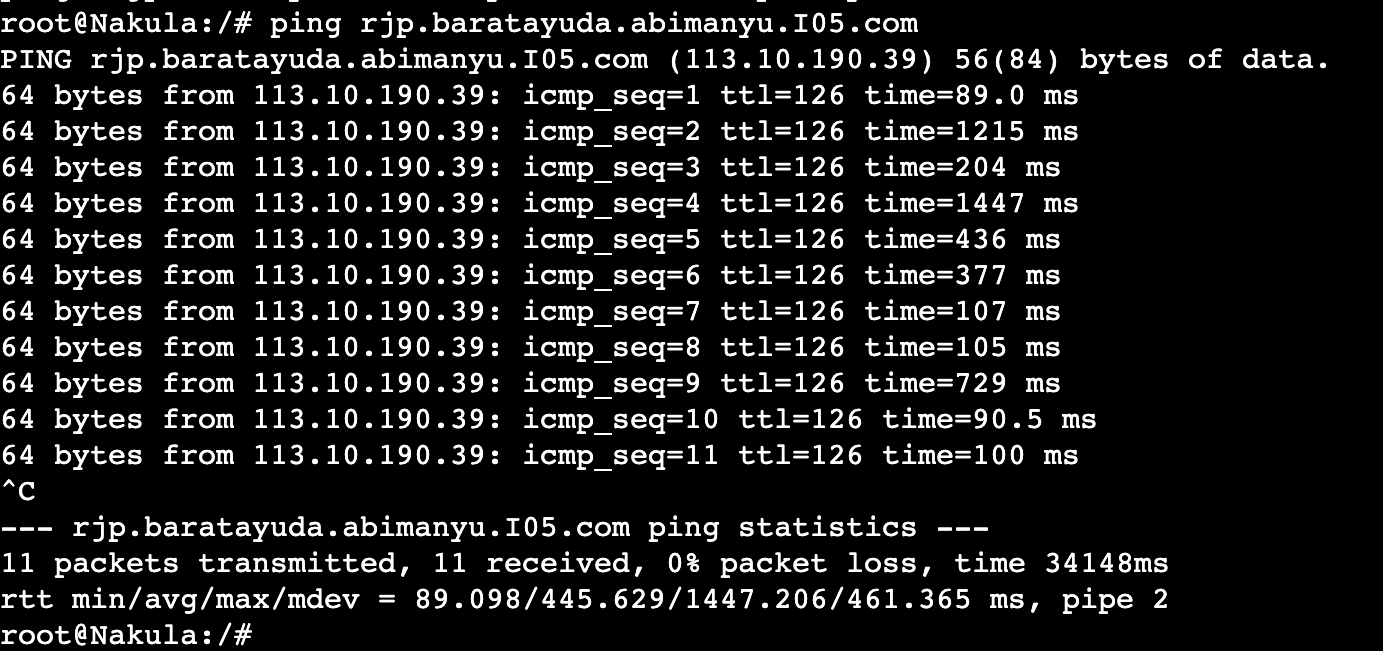 root@Nakula:/# ping rjp.baratayuda.abimanyu.I05.com
PING rjp.baratayuda.abimanyu.I05.com (113.10.190.39) 56(84) bytes of data.
64 bytes from 113.10.190.39: icmp_seq=1 ttl=126 time=89.0 ms
64 bytes from 113.10.190.39: icmp_seq=2 ttl=126 time=1215 ms
64 bytes from 113.10.190.39: icmp_seq=3 ttl=126 time=204 ms
64 bytes from 113.10.190.39: icmp_seq=4 ttl=126 time=1447 ms
64 bytes from 113.10.190.39: icmp_seq=5 ttl=126 time=436 ms
64 bytes from 113.10.190.39: icmp_seq=6 ttl=126 time=377 ms
64 bytes from 113.10.190.39: icmp_seq=7 ttl=126 time=107 ms
64 bytes from 113.10.190.39: icmp_seq=8 ttl=126 time=105 ms
64 bytes from 113.10.190.39: icmp_seq=9 ttl=126 time=729 ms
64 bytes from 113.10.190.39: icmp_seq=10 ttl=126 time=90.5 ms
64 bytes from 113.10.190.39: icmp_seq=11 ttl=126 time=100 ms
^C
--- rjp.baratayuda.abimanyu.I05.com ping statistics ---
11 packets transmitted, 11 received, 0% packet loss, time 34148ms
rtt min/avg/max/mdev = 89.098/445.629/1447.206/461.365 ms, pipe 2
root@Nakula:/#